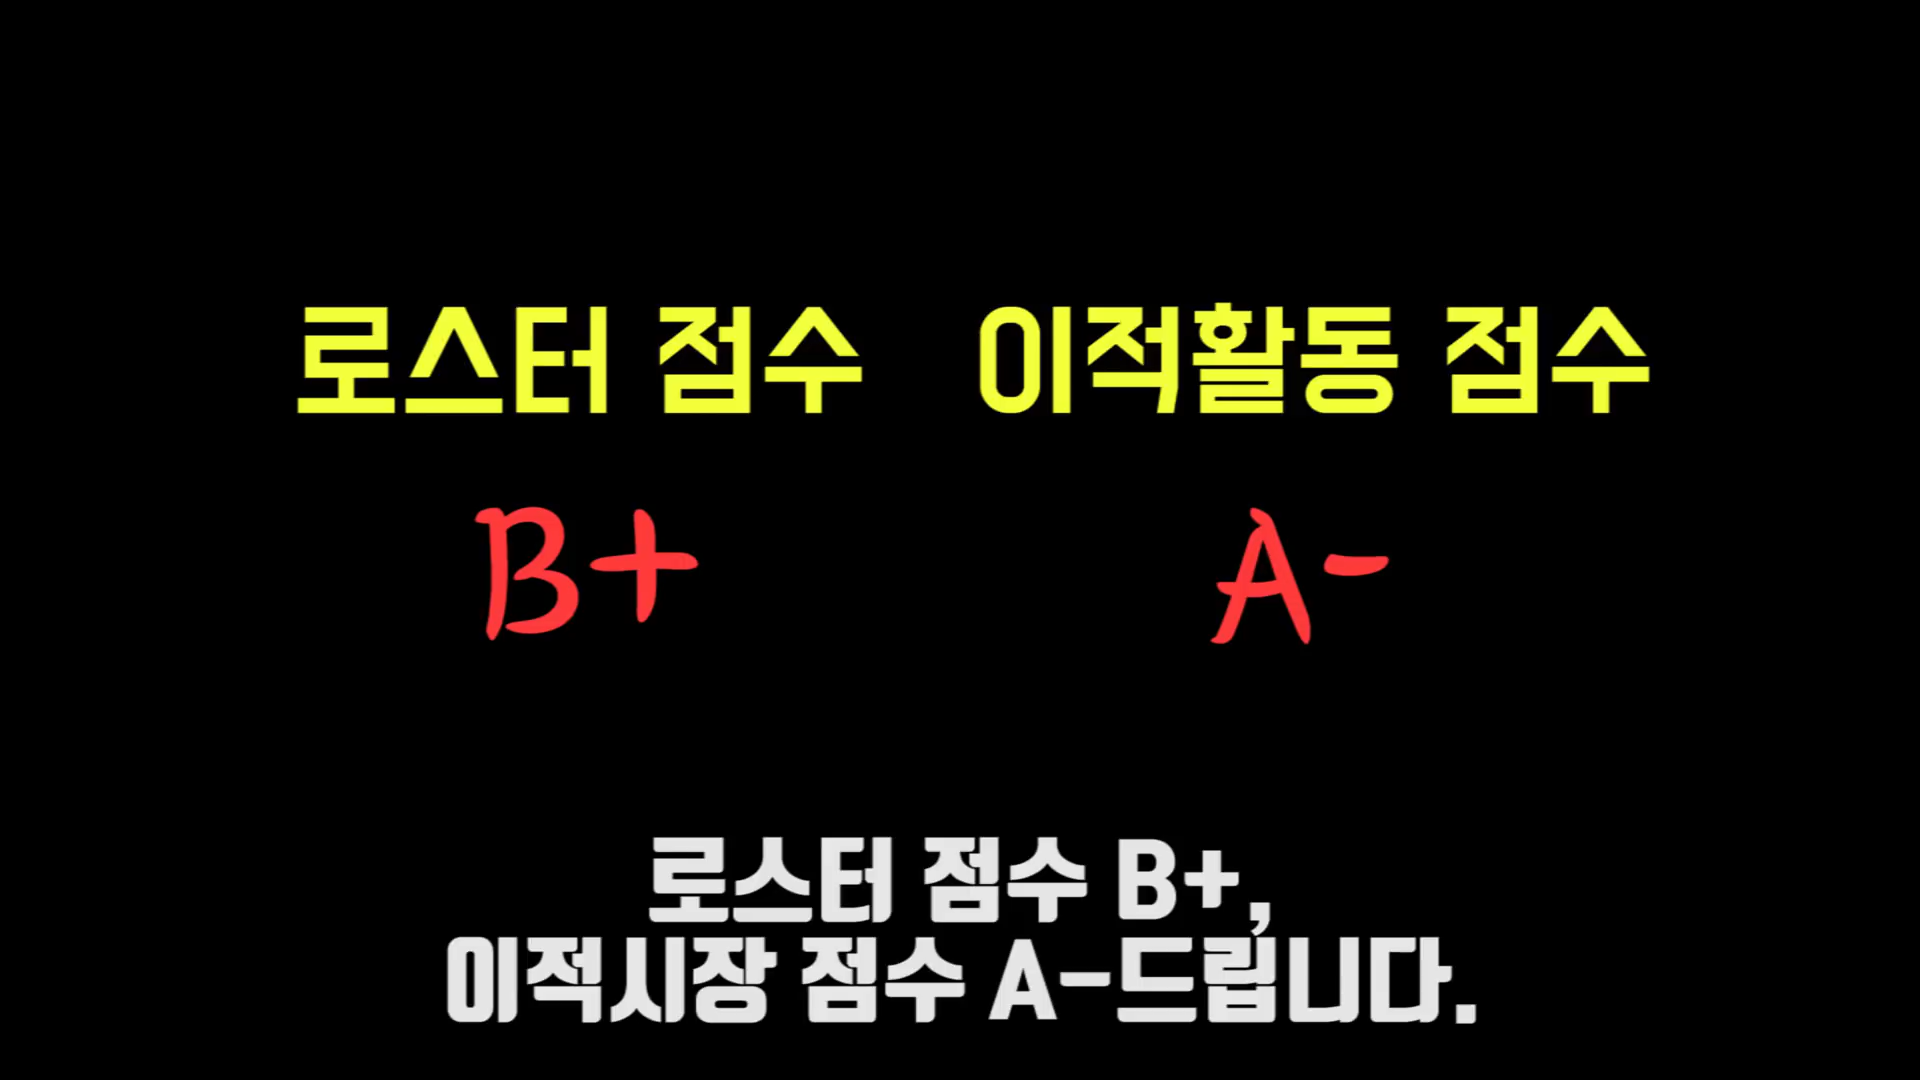 로스터 점수 이적활동 점수
B+ A-
로스터 점수 B+,
이적시장 점수 A-드립니다.